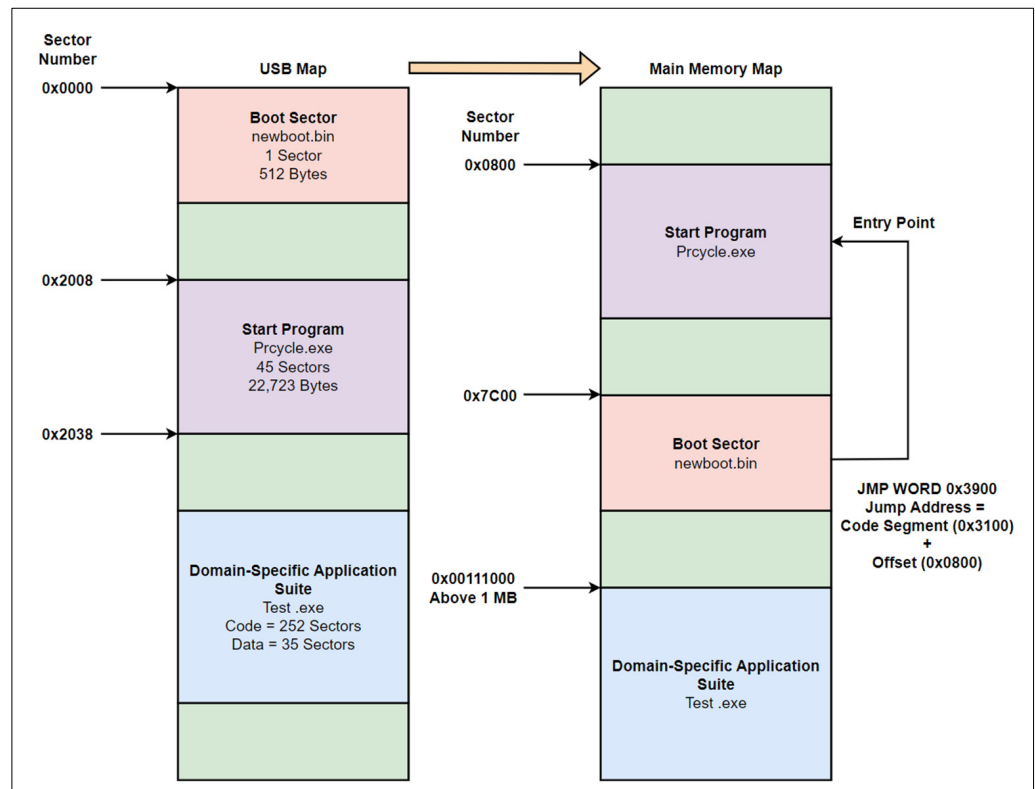 Sector
Number
USB Map
Main Memory Map
0x0000
Boot Sector
newboot.bin
1 Sector
512 Bytes
0x2008
Start Program
Prcycle.exe
45 Sectors
22,723 Bytes
0x2038
Domain-Specific Application
Suite
Test .exe
Code = 252 Sectors
Data = 35 Sectors
Sector
Number
0x0800
Start Program
Prcycle.exe
Entry Point
0x7C00
Boot Sector
newboot.bin
JMP WORD 0x3900
Jump Address =
Code Segment (0x3100)
+
Offset (0x0800)
0x00111000
Above 1 MB
Domain-Specific Application
Suite
Test .exe